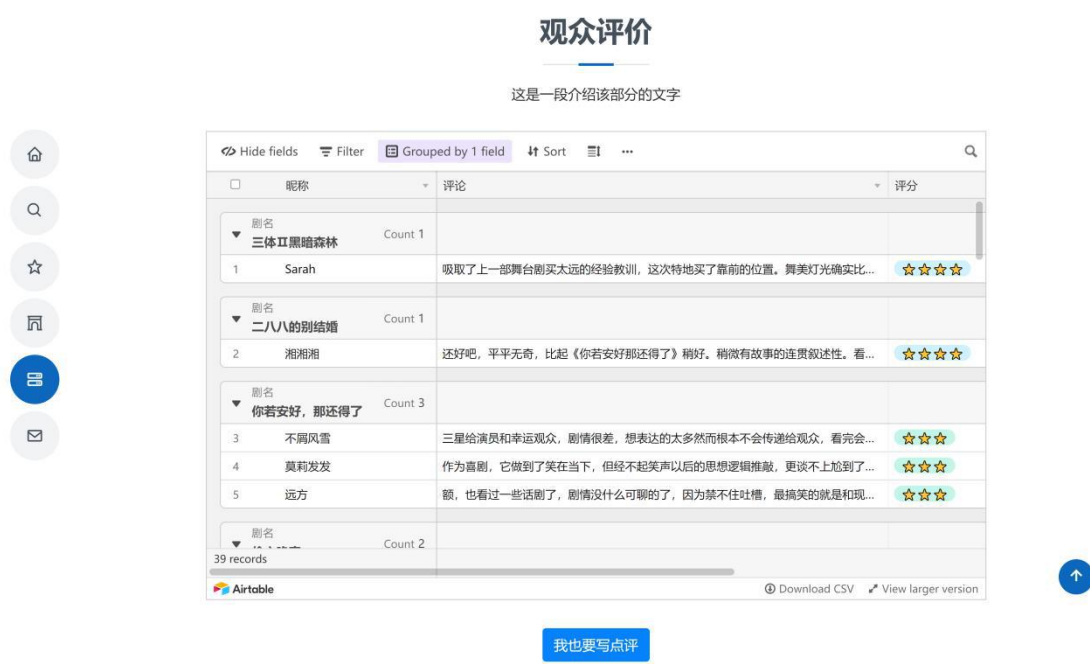 观众评价
这是一段介绍该部分的文字
Hide fields Filter Grouped by 1 field Sort ...
昵称 评论 评分
剧名
三体II黑暗森林 Count 1
1 Sarah 吸取了上一部舞台剧买太远的经验教训，这次特地买了靠前的位置。舞美灯光确实比...
剧名
二八八的别结婚 Count 1
2 湘湘湘 还好吧，平平无奇，比起《你若安好那还得了》稍好。稍微有故事的连贯叙述性。看...
剧名
你若安好，那还得了 Count 3
3 不屑风雪 三星给演员和幸运观众，剧情很差，想表达的太多然而根本不会传递给观众，看完会...
4 莫莉发发 作为喜剧，它做到了笑在当下，但经不起笑声以后的思想逻辑推敲，更谈不上尬到了...
5 远方 额，也看过一些话剧了，剧情没什么可聊的了，因为禁不住吐槽，最搞笑的就是和现...
剧名
Count 2
39 records
Airtable Download CSV View larger version
我也要写点评